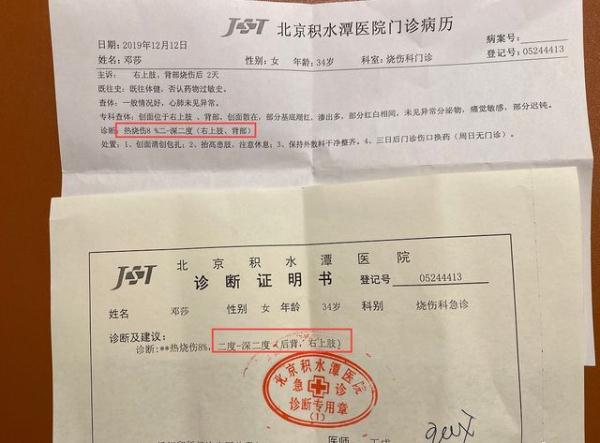 JST 北京积水潭医院门诊病历
病案号:
日期: 2019年12月12日
登记号: 05244413
姓名: 邓莎 性别: 女 年龄: 34岁 科室: 烧伤科门诊
主诉: 右上肢, 背部烧伤后 2天
既往史: 既往体健, 否认药物过敏史。
查体: 一般情况好, 心肺未见异常。
专科查体: 创面位于右上肢 、背部, 创面散在, 部分基底潮红, 渗出多, 部分红白相间, 未见异常分泌物, 痛觉敏感, 部分迟钝。
诊断: 热烧伤8 %二-深二度 (右上肢、背部)
处置: 1、创面清创包扎; 2、抬高患肢, 注意休息; 3、保持外敷料干净整齐。4、三日后门诊伤口换药 (周日无门诊)。
JST 北京积水潭医院
诊断证明书 登记号 05244413
姓名 邓莎 性别 女 年龄 34岁 科别 烧伤科急诊
诊断及建议:
诊断:**热烧伤8%, 二度-深二度 (后背, 右上肢)
北京积水潭医院
急诊
诊断专用章
(1)
医师